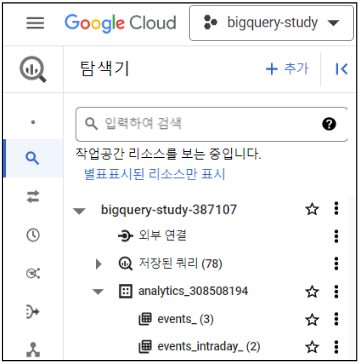 Google Cloud
bigquery-study
탐색기
+ 추가
입력하여 검색
작업공간 리소스를 보는 중입니다.
별표표시된 리소스만 표시
bigquery-study-387107
외부 연결
저장된 쿼리 (78)
analytics_308508194
events_ (3)
events_intraday_ (2)